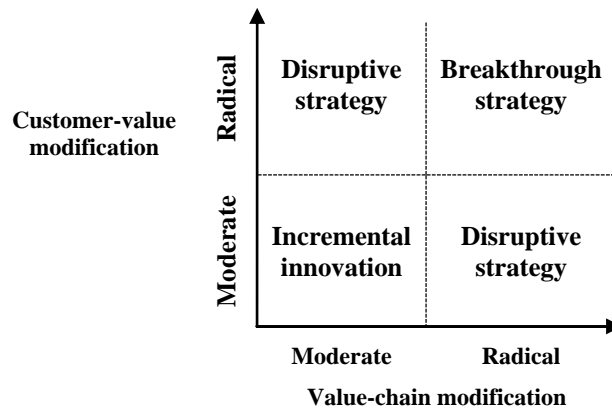 Disruptive
strategy
Breakthrough
strategy
Radical
Customer-value
modification
Incremental
innovation
Disruptive
strategy
Moderate
Moderate
Radical
Value-chain modification